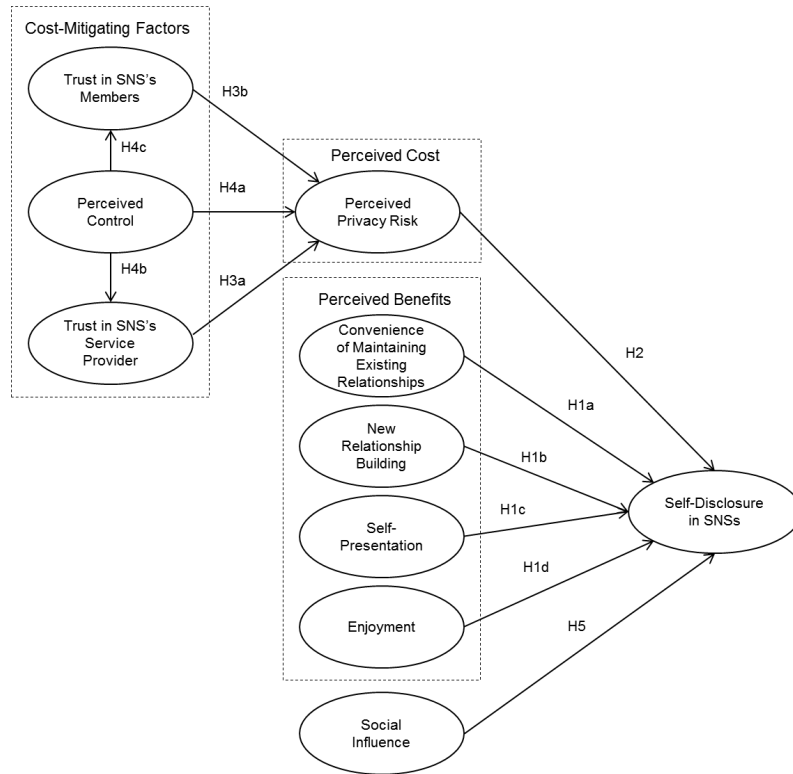 Cost-Mitigating Factors
Trust in SNS's
Members
H3b
H4c
Perceived Cost
Perceived
Control
H4a
Perceived
Privacy Risk
H4b
H3a
Trust in SNS's
Service
Provider
Perceived Benefits
Convenience
of Maintaining
Existing
Relationships
H2
H1a
New
Relationship
Building
H1b
Self-Disclosure
in SNSs
H1c
Self-
Presentation
H1d
Enjoyment
H5
Social
Influence